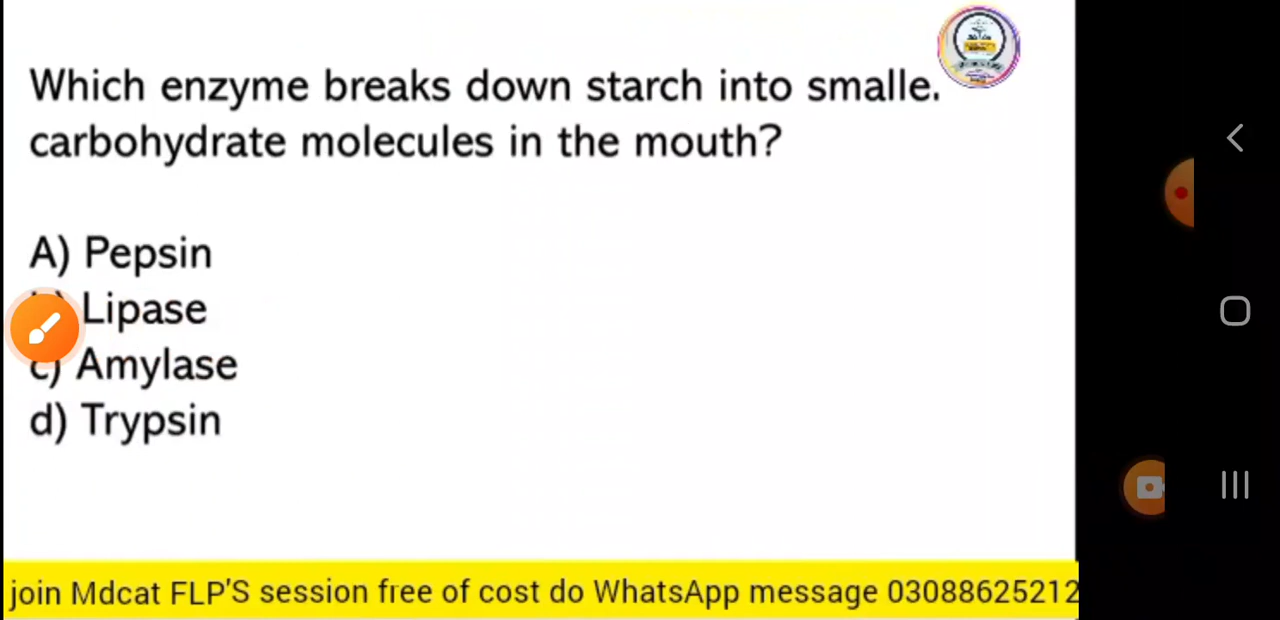 Which enzyme breaks down starch into smalle.
carbohydrate molecules in the mouth?
A) Pepsin
Lipase
c) Amylase
d) Trypsin
join Mdcat FLP'S session free of cost do WhatsApp message 03088625212